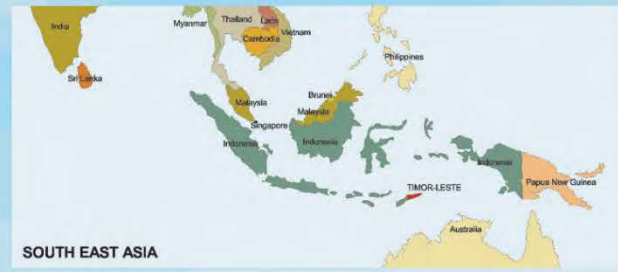 Myanmar
Thailand
Laos
India
Cambodia
Vietnam
Philippines
Sri Lanka
Malaysia
Brunei
Malaysia
Singapore
Indonesia
Indonesia
Indonesia
Papua New Guinea
TIMOR-LESTE
Australia
SOUTH EAST ASIA